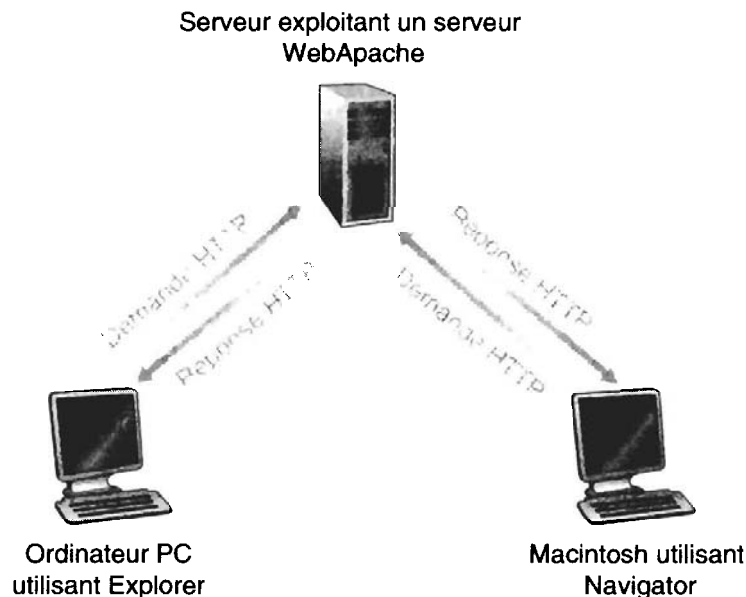 Serveur exploitant un serveur
WebApache
Demande HTTP
Réponse HTTP
Réponse HTTP
Demande HTTP
Ordinateur PC
utilisant Explorer
Macintosh utilisant
Navigator